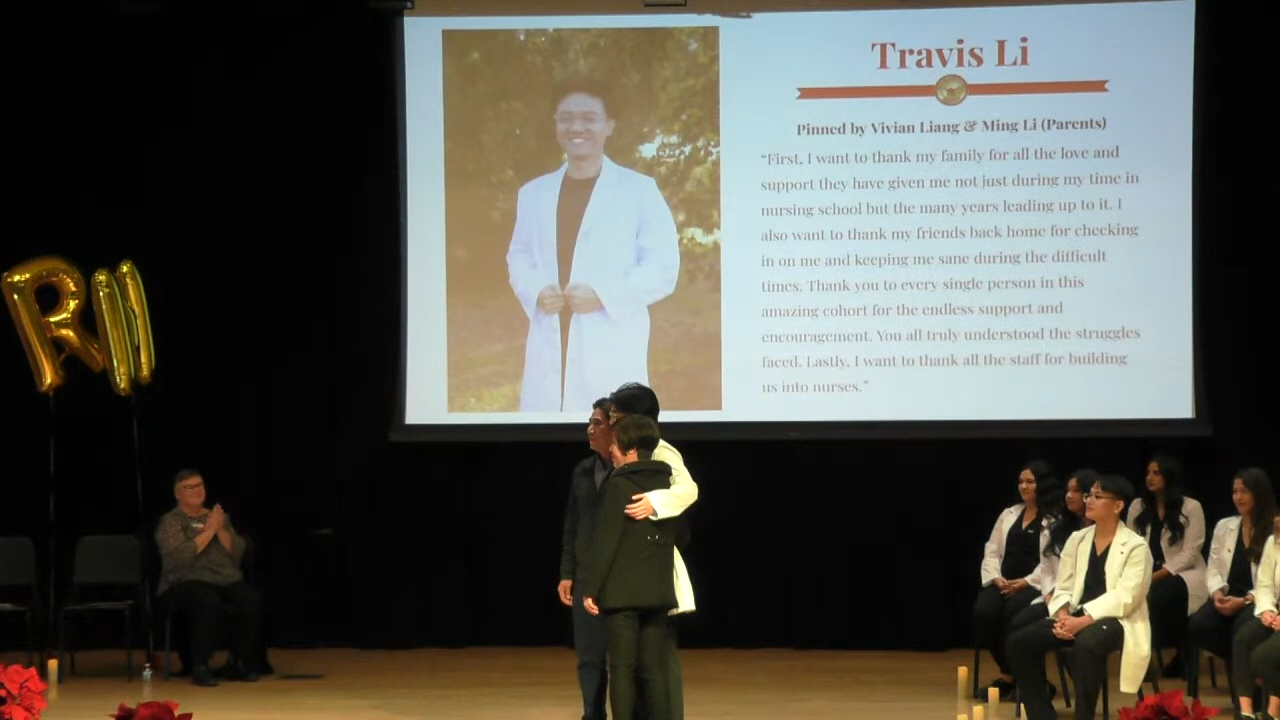 Travis Li
Pinned by Vivian Liang & Ming Li (Parents)
“First, I want to thank my family for all the love and
support they have given me not just during my time in
nursing school but the many years leading up to it. I
also want to thank my friends back home for checking
in on me and keeping me sane during the difficult
times. Thank you to every single person in this
amazing cohort for the endless support and
encouragement. You all truly understood the struggles
faced. Lastly, I want to thank all the staff for building
us into nurses.”
RN